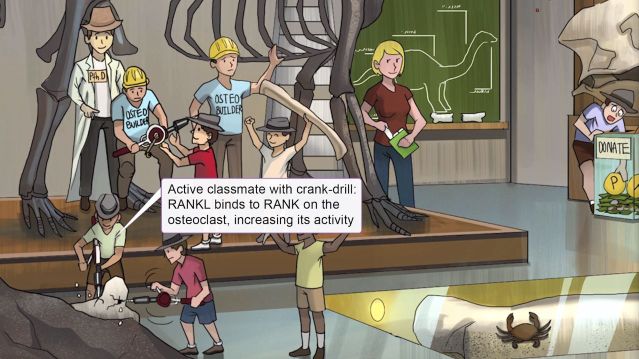 PthD
OSTEO
BUILDER
OSTEO
BUILDER
DONATE
P
Active classmate with crank-drill:
RANKL binds to RANK on the
osteoclast, increasing its activity